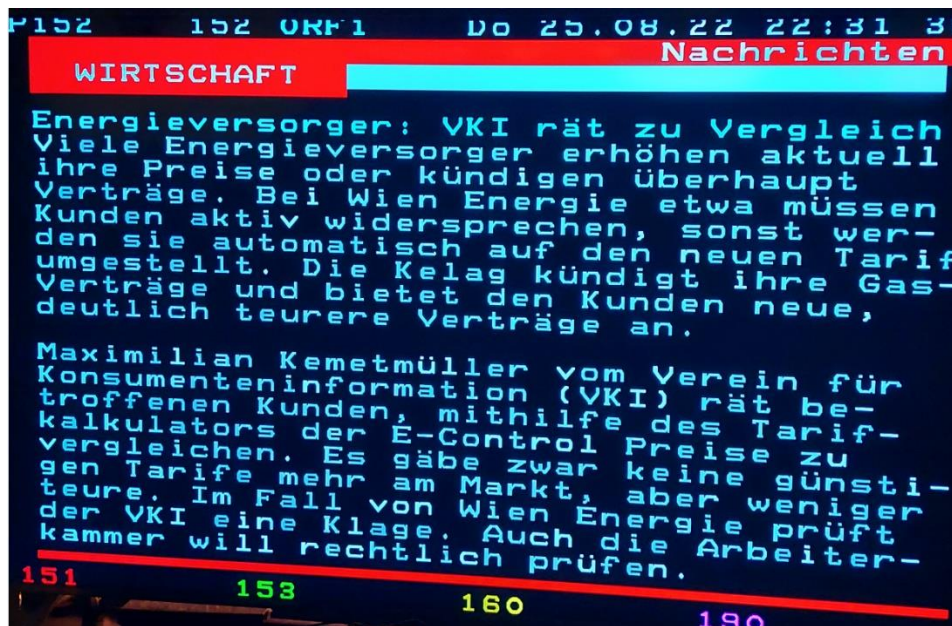 P152 152 ORF1 Do 25.08.22 22:31 3
Nachrichten
WIRTSCHAFT
Energieversorger: VKI rät zu Vergleich
Viele Energieversorger erhöhen aktuell
ihre Preise oder kündigen überhaupt
Verträge. Bei Wien Energie etwa müssen
Kunden aktiv widersprechen, sonst wer-
den sie automatisch auf den neuen Tarif
umgestellt. Die Kelag kündigt ihre Gas-
Verträge und bietet den Kunden neue,
deutlich teurere Verträge an.
Maximilian Kemetmüller vom Verein für
Konsumenteninformation (VKI) rät be-
troffenen Kunden, mithilfe des Tarif-
kalkulators der E-Control Preise zu
vergleichen. Es gäbe zwar keine günsti-
gen Tarife mehr am Markt, aber weniger
teure. Im Fall von Wien Energie prüft
der VKI eine Klage. Auch die Arbeiter-
kammer will rechtlich prüfen.
151 153 160 190